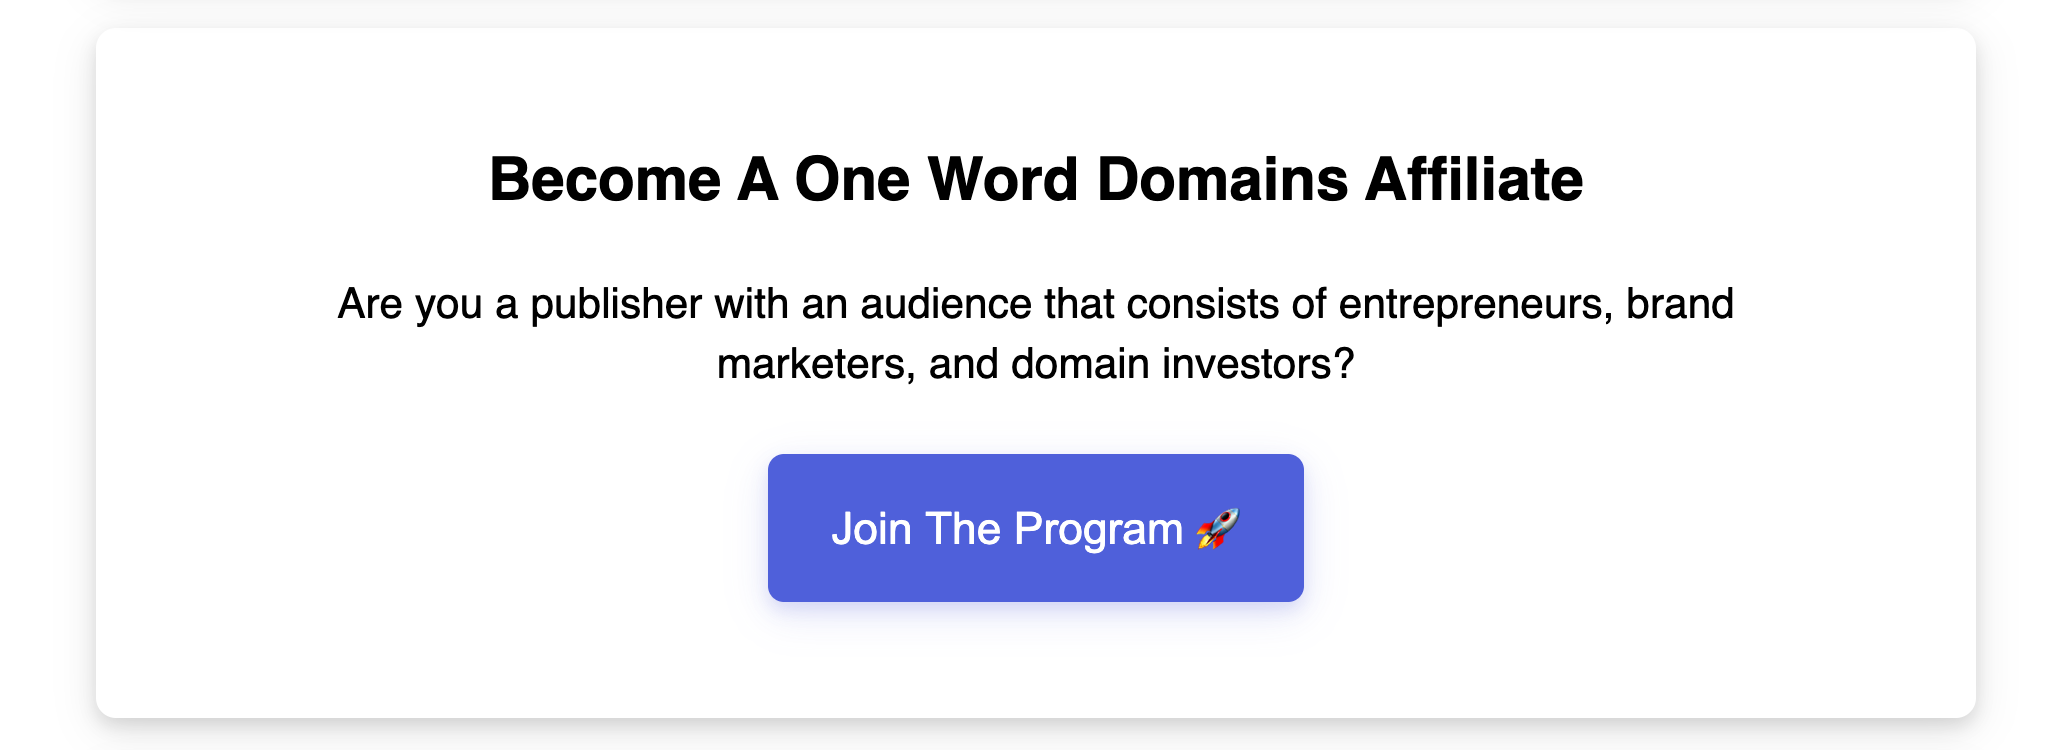 Become A One Word Domains Affiliate
Are you a publisher with an audience that consists of entrepreneurs, brand
marketers, and domain investors?
Join The Program 🚀